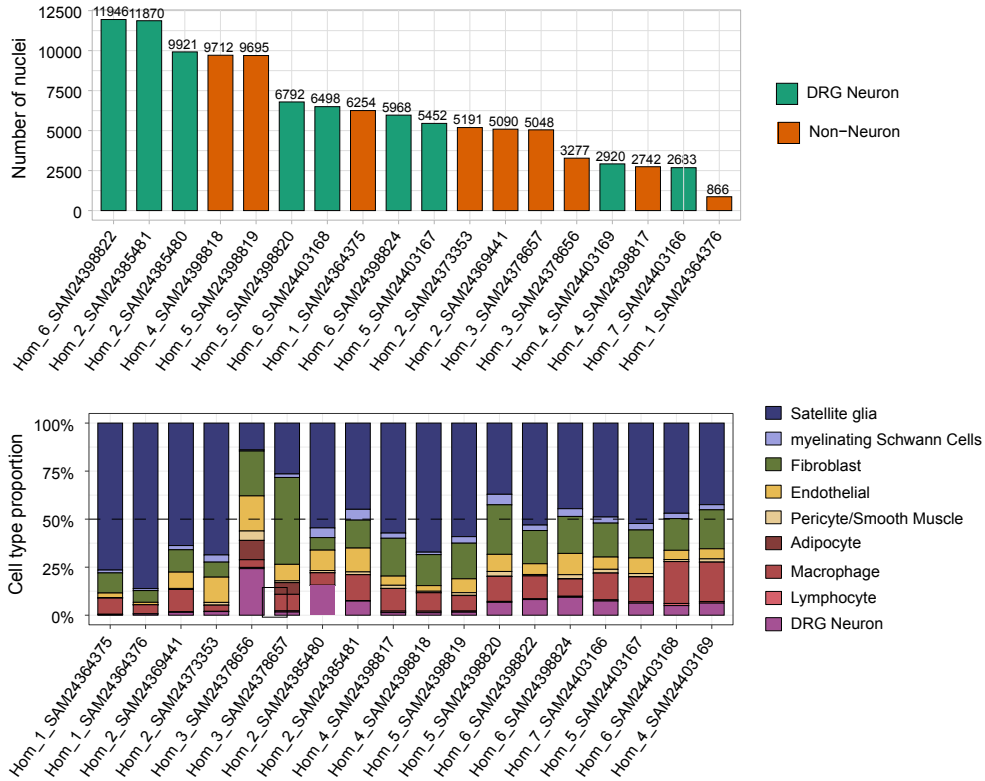 12500
10000
7500
5000
2500
0
Number of nuclei
11946
11870
9921
9712
9695
6792
6498
6254
5968
5452
5191
5090
5048
3277
2920
2742
2683
866
Hom_6_SAM24398822
Hom_2_SAM24385481
Hom_2_SAM24385480
Hom_4_SAM24398818
Hom_5_SAM24398819
Hom_5_SAM24398820
Hom_6_SAM24403168
Hom_1_SAM24364375
Hom_6_SAM24398824
Hom_5_SAM24403167
Hom_2_SAM24373353
Hom_2_SAM24369441
Hom_3_SAM24378657
Hom_3_SAM24378656
Hom_4_SAM24403169
Hom_4_SAM24398817
Hom_7_SAM24403166
Hom_1_SAM24364376
DRG Neuron
Non−Neuron
100%
75%
50%
25%
0%
Cell type proportion
Hom_1_SAM24364375
Hom_1_SAM24364376
Hom_2_SAM24369441
Hom_2_SAM24373353
Hom_3_SAM24378656
Hom_3_SAM24378657
Hom_2_SAM24385480
Hom_2_SAM24385481
Hom_4_SAM24398817
Hom_4_SAM24398818
Hom_5_SAM24398819
Hom_5_SAM24398820
Hom_6_SAM24398822
Hom_6_SAM24398824
Hom_7_SAM24403166
Hom_5_SAM24403167
Hom_6_SAM24403168
Hom_4_SAM24403169
Satellite glia
myelinating Schwann Cells
Fibroblast
Endothelial
Pericyte/Smooth Muscle
Adipocyte
Macrophage
Lymphocyte
DRG Neuron